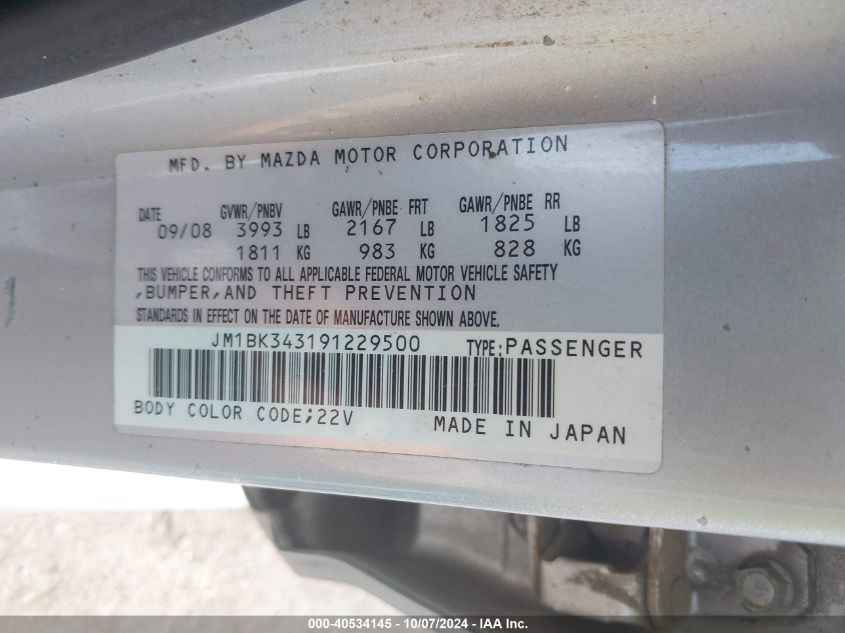 MFD. BY MAZDA MOTOR CORPORATION
DATE GVWR/PNBV GAWR/PNBE FRT GAWR/PNBE RR
09/08 3993 LB 2167 LB 1825 LB
1811 KG 983 KG 828 KG
THIS VEHICLE CONFORMS TO ALL APPLICABLE FEDERAL MOTOR VEHICLE SAFETY
,BUMPER,AND THEFT PREVENTION
STANDARDS IN EFFECT ON THE DATE OF MANUFACTURE SHOWN ABOVE.
JM1BK343191229500 TYPE:PASSENGER
BODY COLOR CODE;22V MADE IN JAPAN
000-40534145 - 10/07/2024 - IAA Inc.